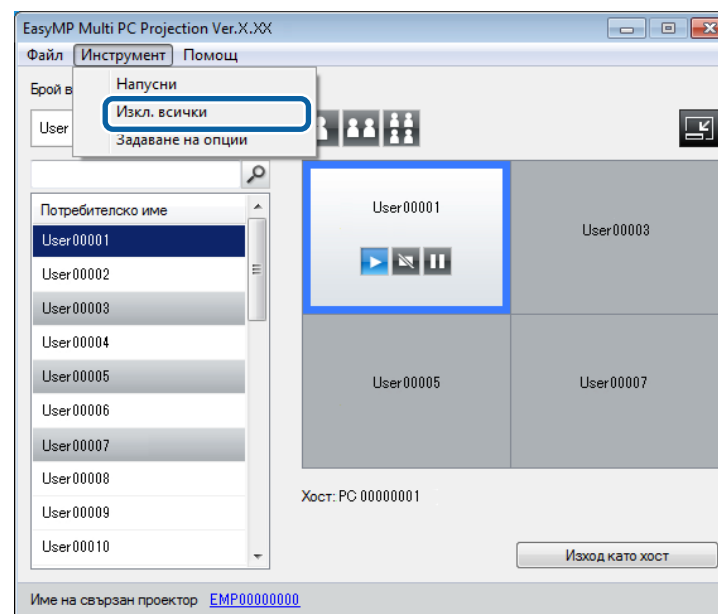 EasyMP Multi PC Projection Ver.X.XX
Файл Инструмент Помощ
Напусни
Изкл. всички
Задаване на опции
Брой в
User
Потребителско име
User00001
User00002
User00003
User00004
User00005
User00006
User00007
User00008
User00009
User00010
User00001
User00003
User00005
User00007
Хост: PC 00000001
Изход като хост
Име на свързан проектор EMP00000000